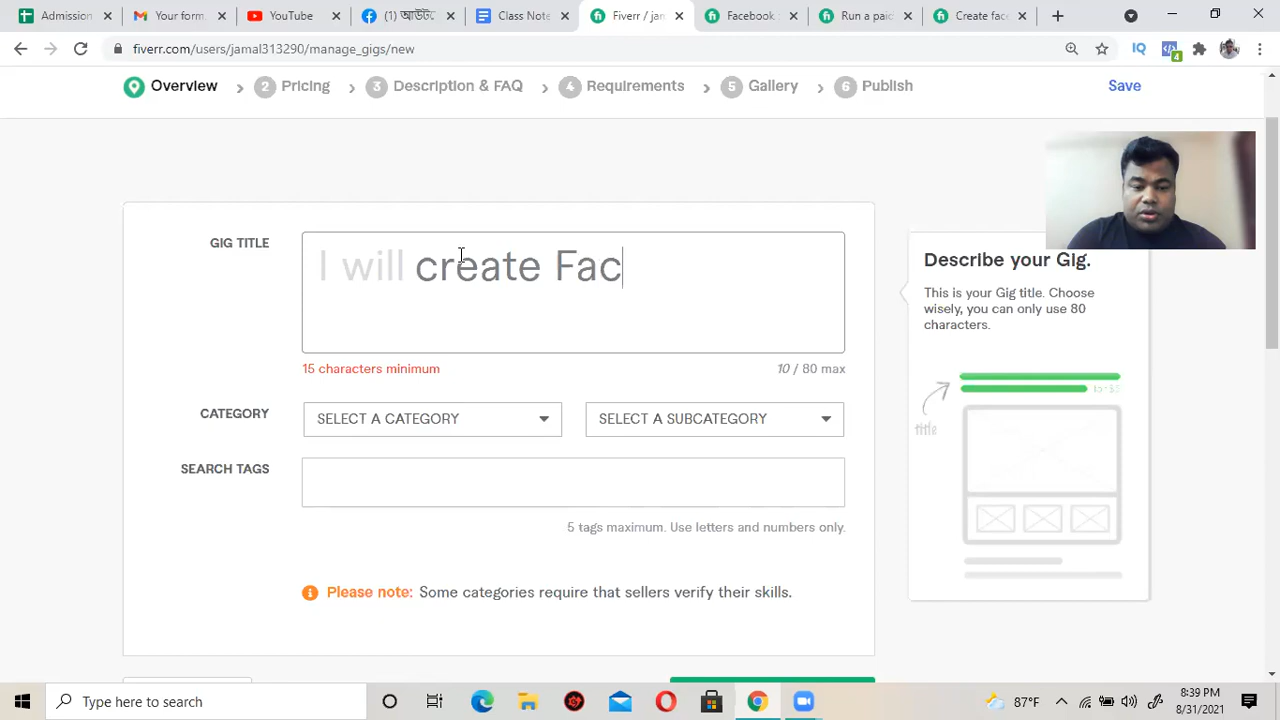 Admission
Your form
YouTube
Class Note
Fiverr / jam
Facebook
Run a paid
Create face
fiverr.com/users/jamal313290/manage_gigs/new
IQ
4
Overview
2 Pricing
3 Description & FAQ
4 Requirements
5 Gallery
6 Publish
Save
GIG TITLE
I will create Fac
15 characters minimum
10 / 80 max
CATEGORY
SELECT A CATEGORY
SELECT A SUBCATEGORY
SEARCH TAGS
5 tags maximum. Use letters and numbers only.
Please note: Some categories require that sellers verify their skills.
Describe your Gig.
This is your Gig title. Choose
wisely, you can only use 80
characters.
title
Type here to search
87°F
8:39 PM
8/31/2021